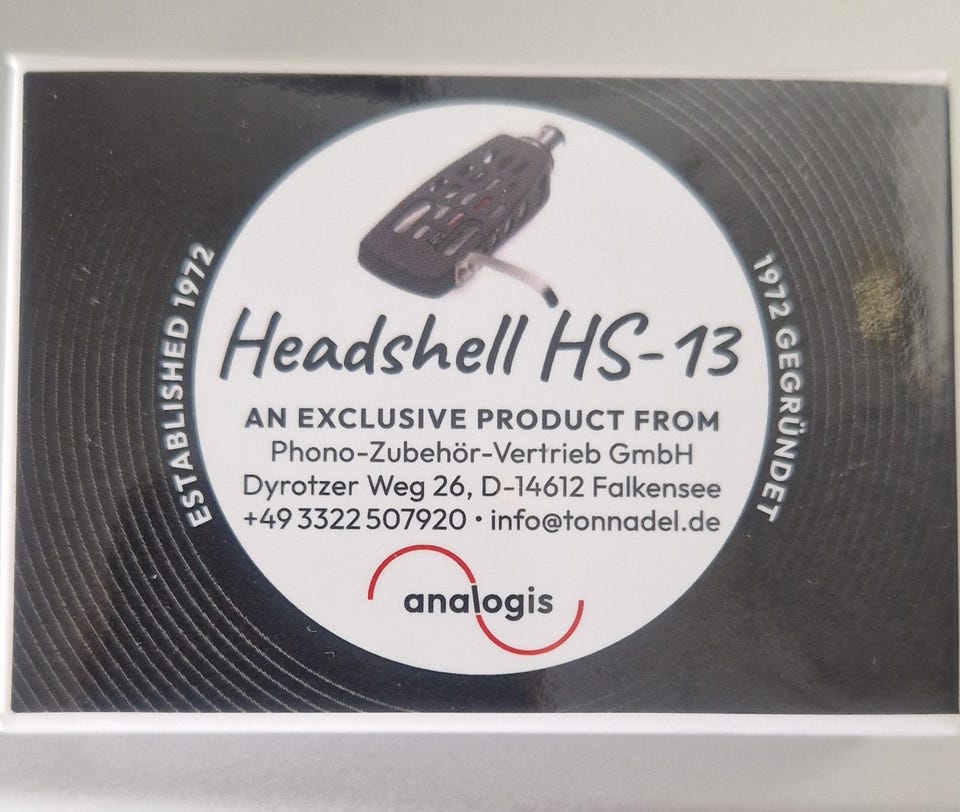 ESTABLISHED 1972
1972 GEGRÜNDET
Headshell HS-13
AN EXCLUSIVE PRODUCT FROM
Phono-Zubehör-Vertrieb GmbH
Dyrotzer Weg 26, D-14612 Falkensee
+49 3322 507920 • info@tonnadel.de
analogis